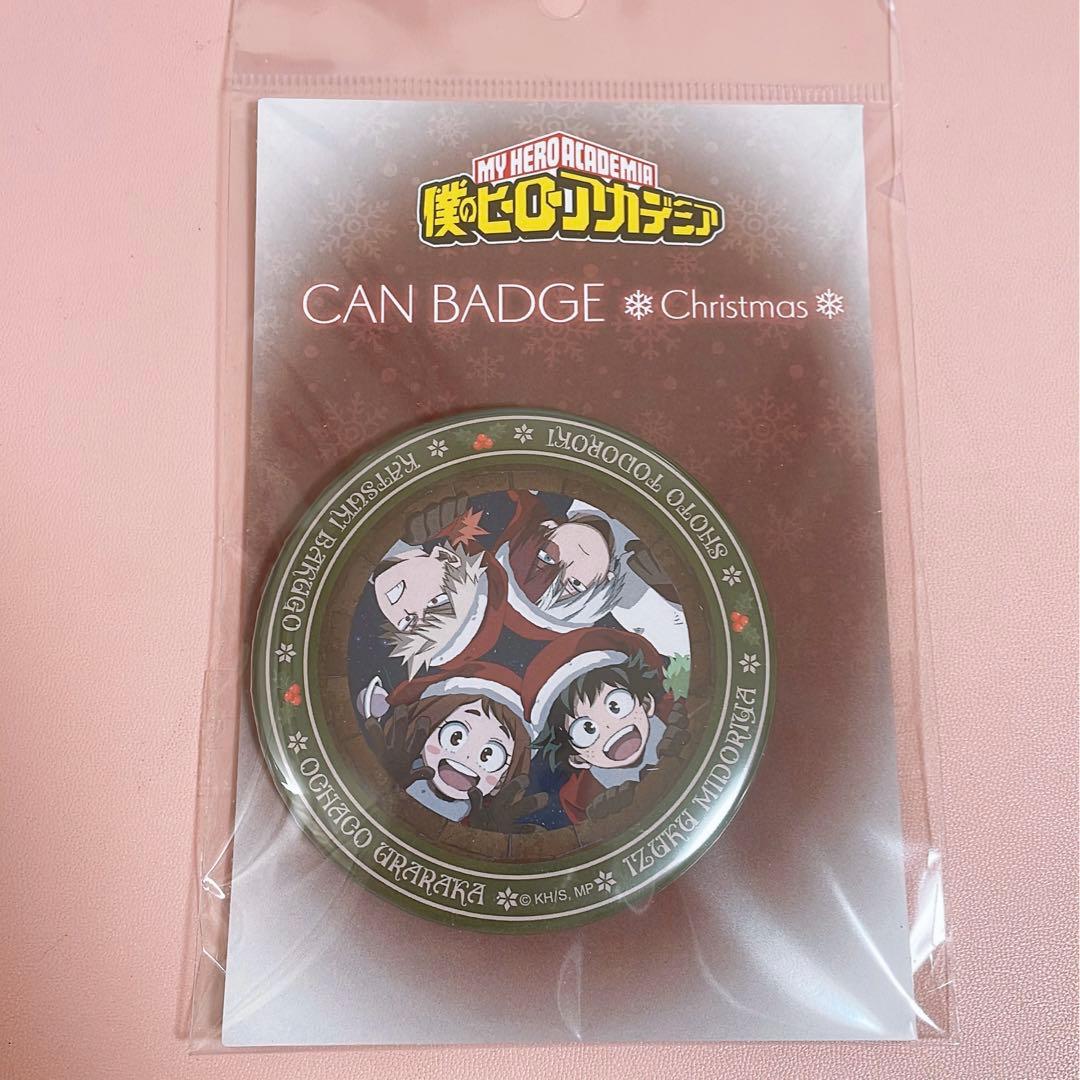 MY HERO ACADEMIA
僕のヒーローアカデミア
CAN BADGE ❄Christmas❄
KATSUKI BAKUGO
SHOTO TODOROKI
OCHACO URARAKA
IZUKU MIDORIYA
© KH/S, MP